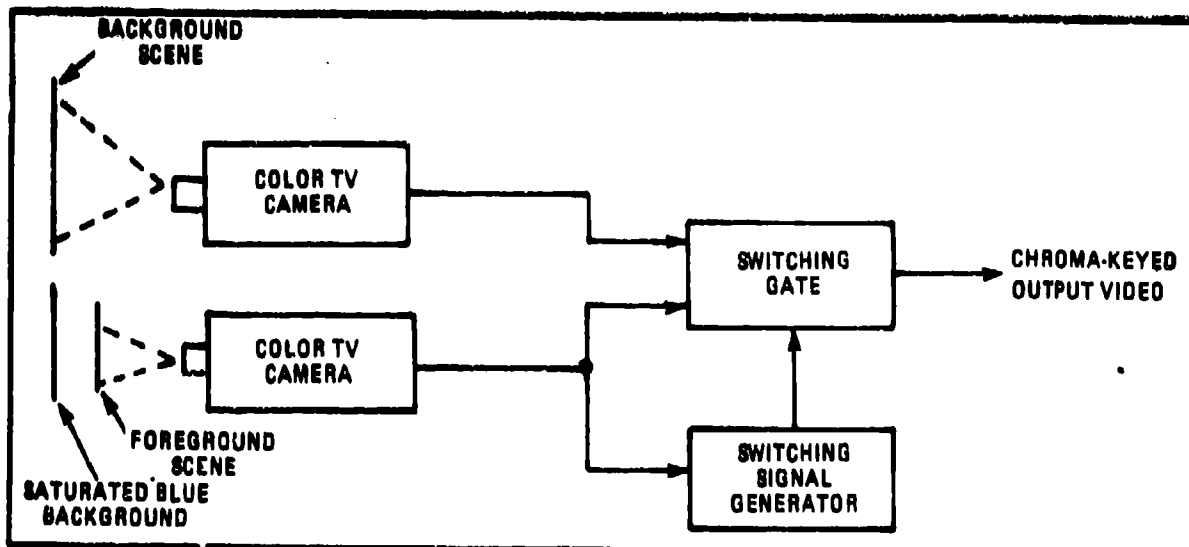 BACKGROUND
SCENE
COLOR TV
CAMERA
SWITCHING
GATE
CHROMA-KEYED
OUTPUT VIDEO
COLOR TV
CAMERA
FOREGROUND
SCENE
SATURATED BLUE
BACKGROUND
SWITCHING
SIGNAL
GENERATOR